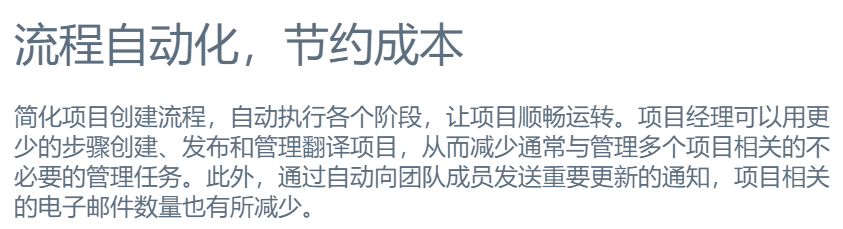 流程自动化，节约成本
简化项目创建流程，自动执行各个阶段，让项目顺畅运转。项目经理可以用更
少的步骤创建、发布和管理翻译项目，从而减少通常与管理多个项目相关的不
必要的管理任务。此外，通过自动向团队成员发送重要更新的通知，项目相关
的电子邮件数量也有所减少。